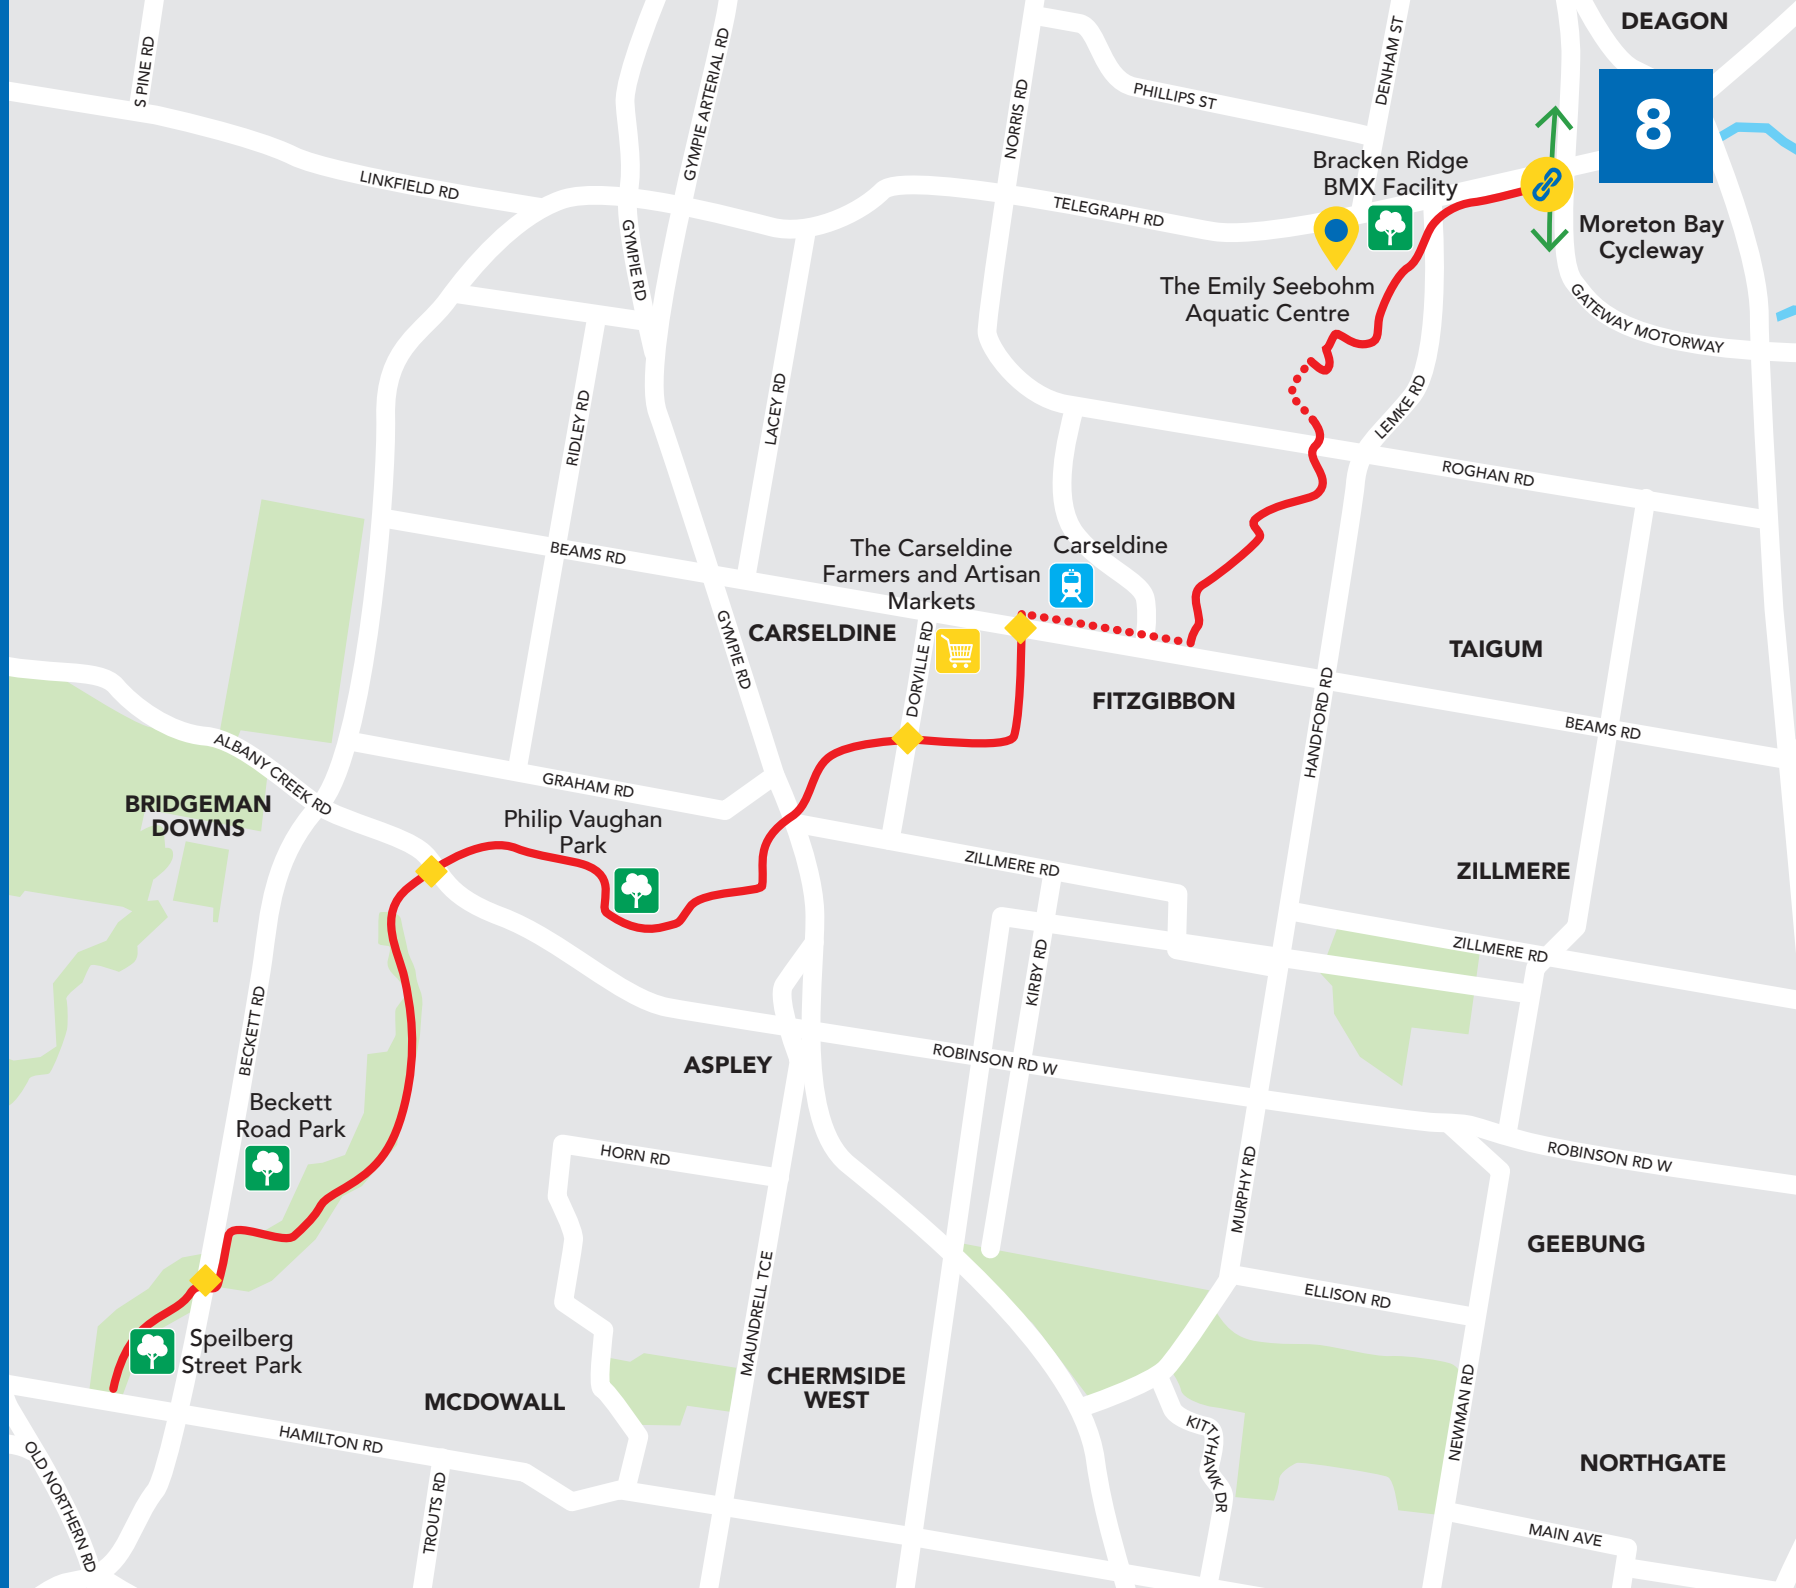 DEAGON
8
S PINE RD
GYMPIE ARTERIAL RD
NORRIS RD
PHILLIPS ST
DENHAM ST
LINKFIELD RD
Bracken Ridge
BMX Facility
TELEGRAPH RD
Moreton Bay
Cycleway
GYMPIE RD
The Emily Seebohm
Aquatic Centre
GATEWAY MOTORWAY
RIDLEY RD
LACEY RD
LEMKE RD
ROGHAN RD
BEAMS RD
The Carseldine
Farmers and Artisan
Markets
Carseldine
CARSELDINE
GYMPIE RD
DORVILLE RD
TAIGUM
FITZGIBBON
HANDFORD RD
BEAMS RD
ALBANY CREEK RD
GRAHAM RD
BRIDGEMAN
DOWNS
Philip Vaughan
Park
ZILLMERE RD
ZILLMERE
ZILLMERE RD
KIRBY RD
BECKETT RD
ASPLEY
ROBINSON RD W
Beckett
Road Park
HORN RD
MURPHY RD
ROBINSON RD W
GEEBUNG
MAUNDRELL TCE
ELLISON RD
Speilberg
Street Park
MCDOWALL
CHERMSIDE
WEST
NEWMAN RD
HAMILTON RD
KITTYHAWK DR
NORTHGATE
OLD NORTHERN RD
TROUTS RD
MAIN AVE